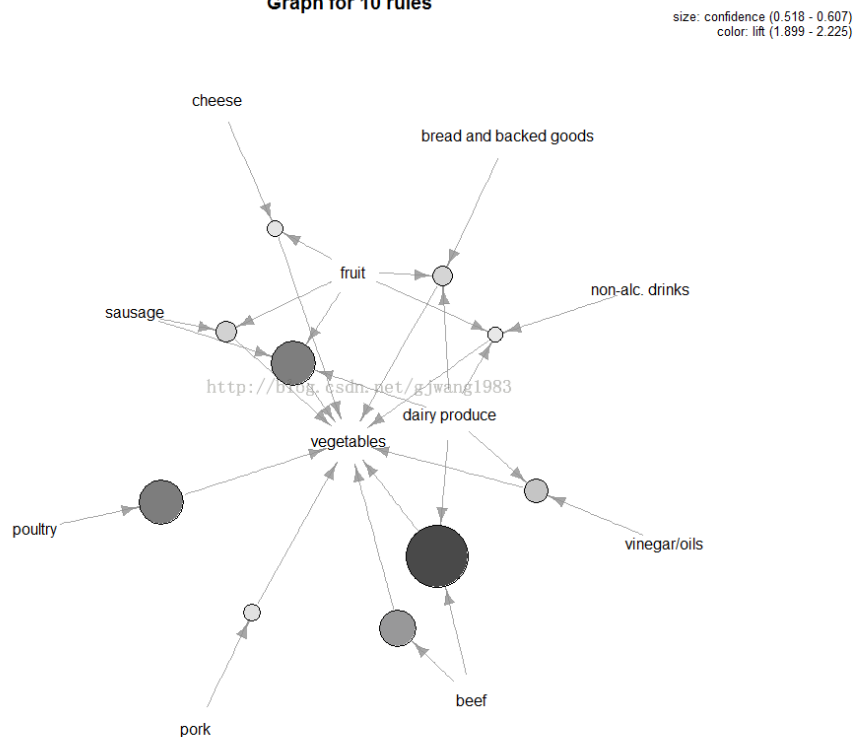 Graph for 10 rules
size: confidence (0.518 - 0.607)
color: lift (1.899 - 2.225)
cheese
bread and backed goods
fruit
non-alc. drinks
sausage
http://blog.csdn.net/gjwang1983
dairy produce
vegetables
poultry
vinegar/oils
beef
pork